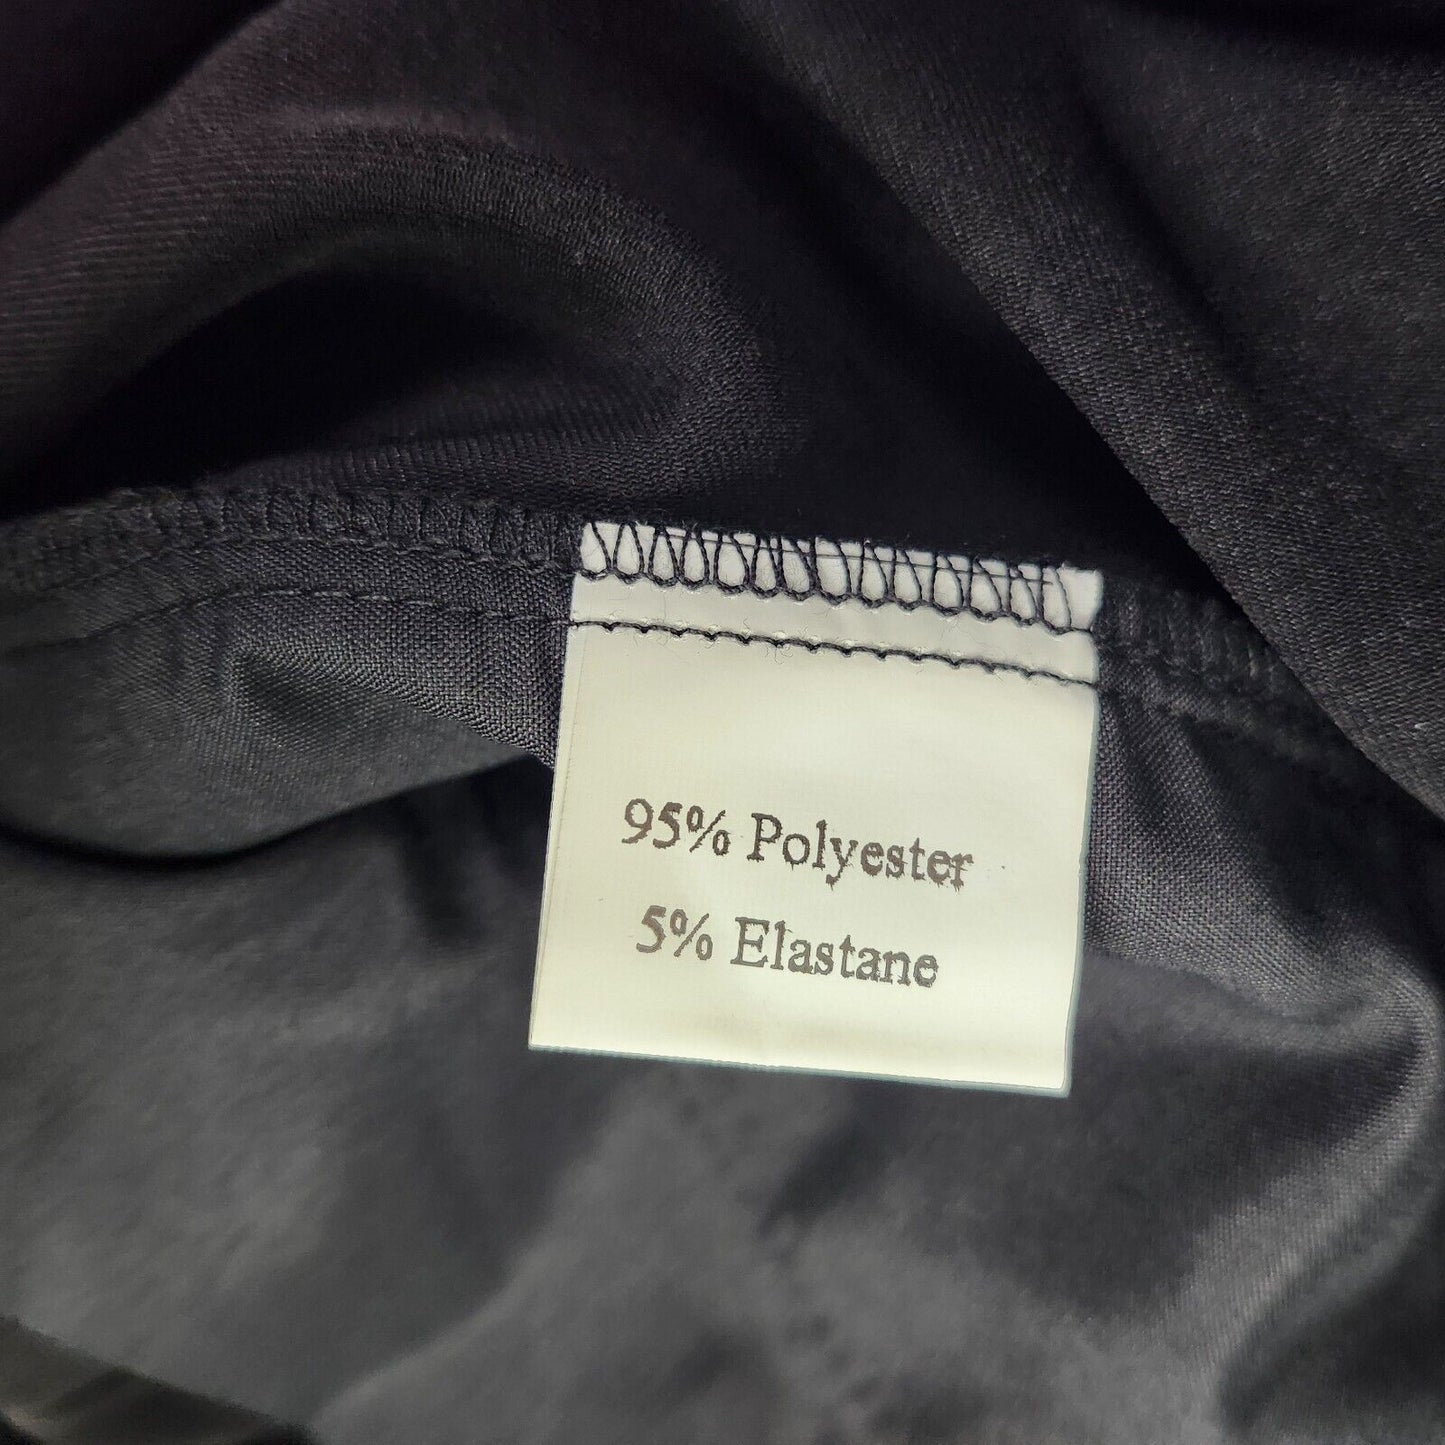 95% Polyester
5% Elastane